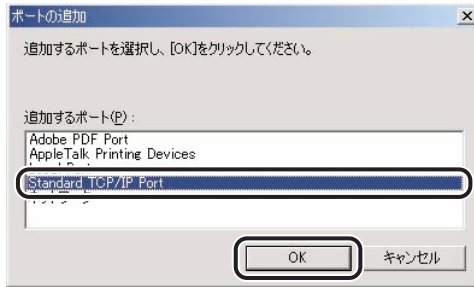 ポートの追加
追加するポートを選択し、[OK]をクリックしてください。
追加するポート(P):
Adobe PDF Port
AppleTalk Printing Devices
Standard TCP/IP Port
OK
キャンセル